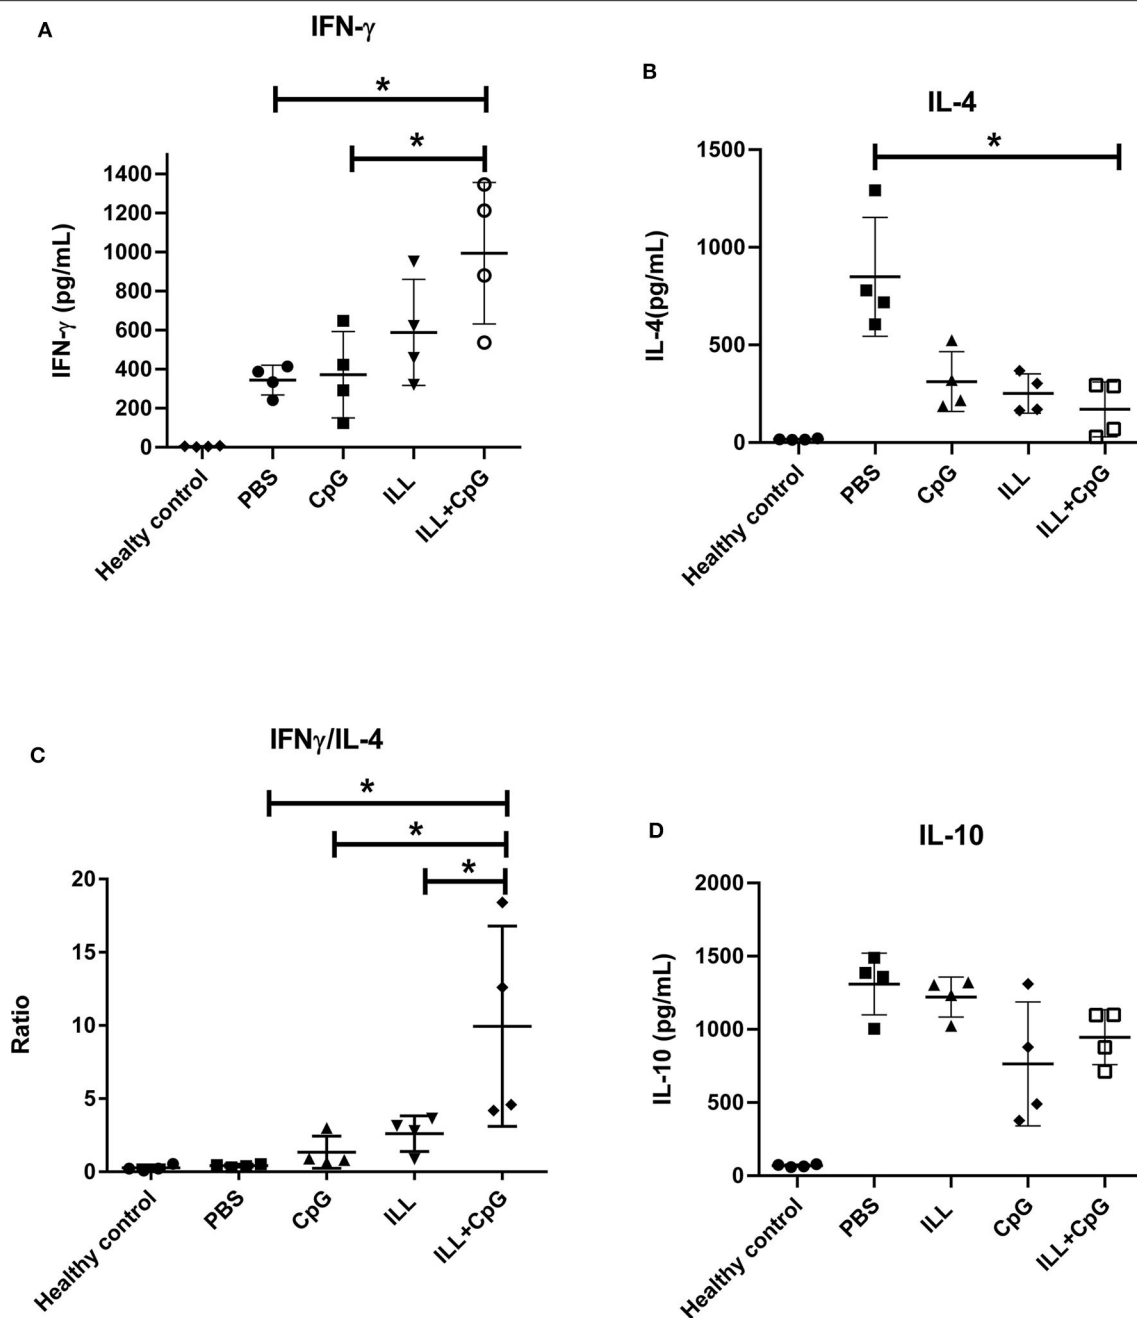 A
IFN-γ
*
*
IFN-γ (pg/mL)
1400
1200
1000
800
600
400
200
0
Healty control
PBS
CpG
ILL
ILL+CpG
B
IL-4
*
IL-4(pg/mL)
1500
1000
500
0
Healthy control
PBS
CpG
ILL
ILL+CpG
C
IFNγ/IL-4
*
*
*
Ratio
20
15
10
5
0
Healthy control
PBS
CpG
ILL
ILL+CpG
D
IL-10
IL-10 (pg/mL)
2000
1500
1000
500
0
Healthy control
PBS
ILL
CpG
ILL+CpG